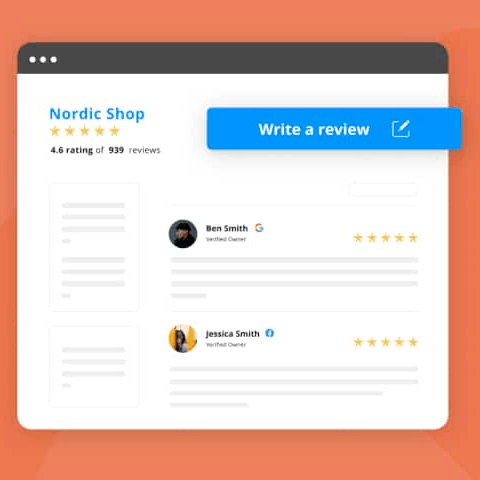 Nordic Shop
4.6 rating of 939 reviews
Write a review
Ben Smith
Verified Owner
Jessica Smith
Verified Owner